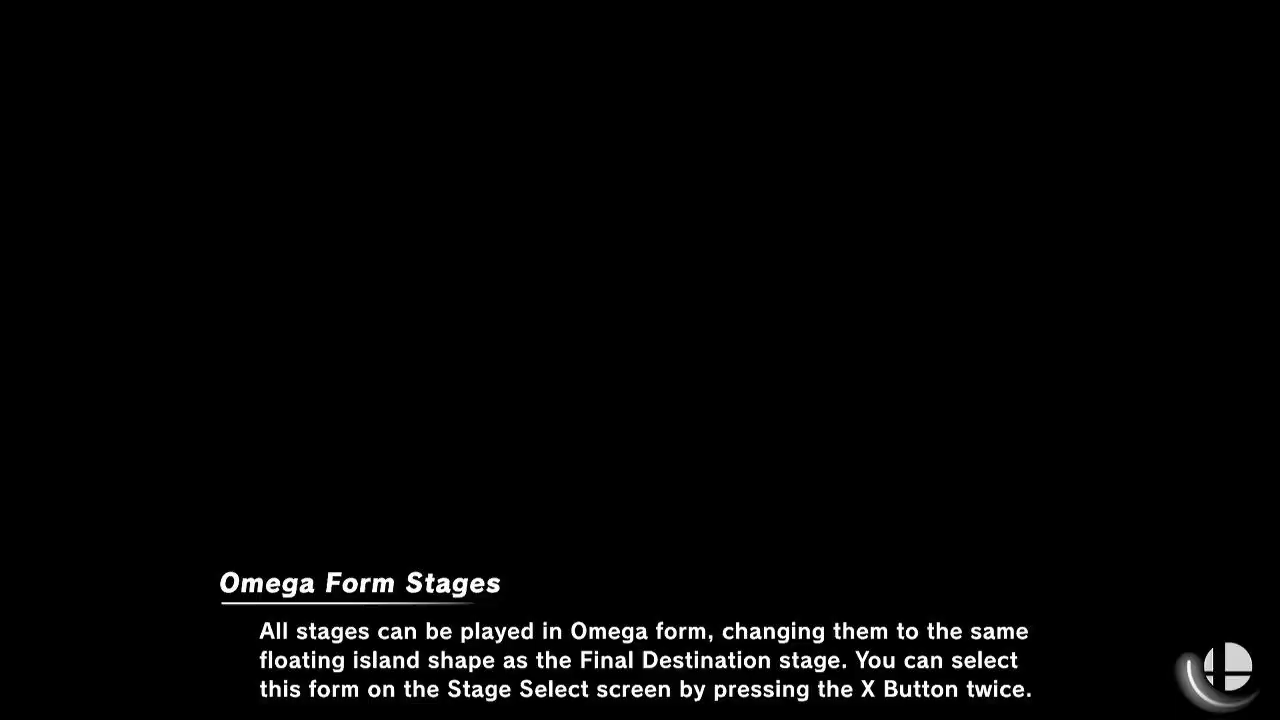 Omega Form Stages
All stages can be played in Omega form, changing them to the same
floating island shape as the Final Destination stage. You can select
this form on the Stage Select screen by pressing the X Button twice.